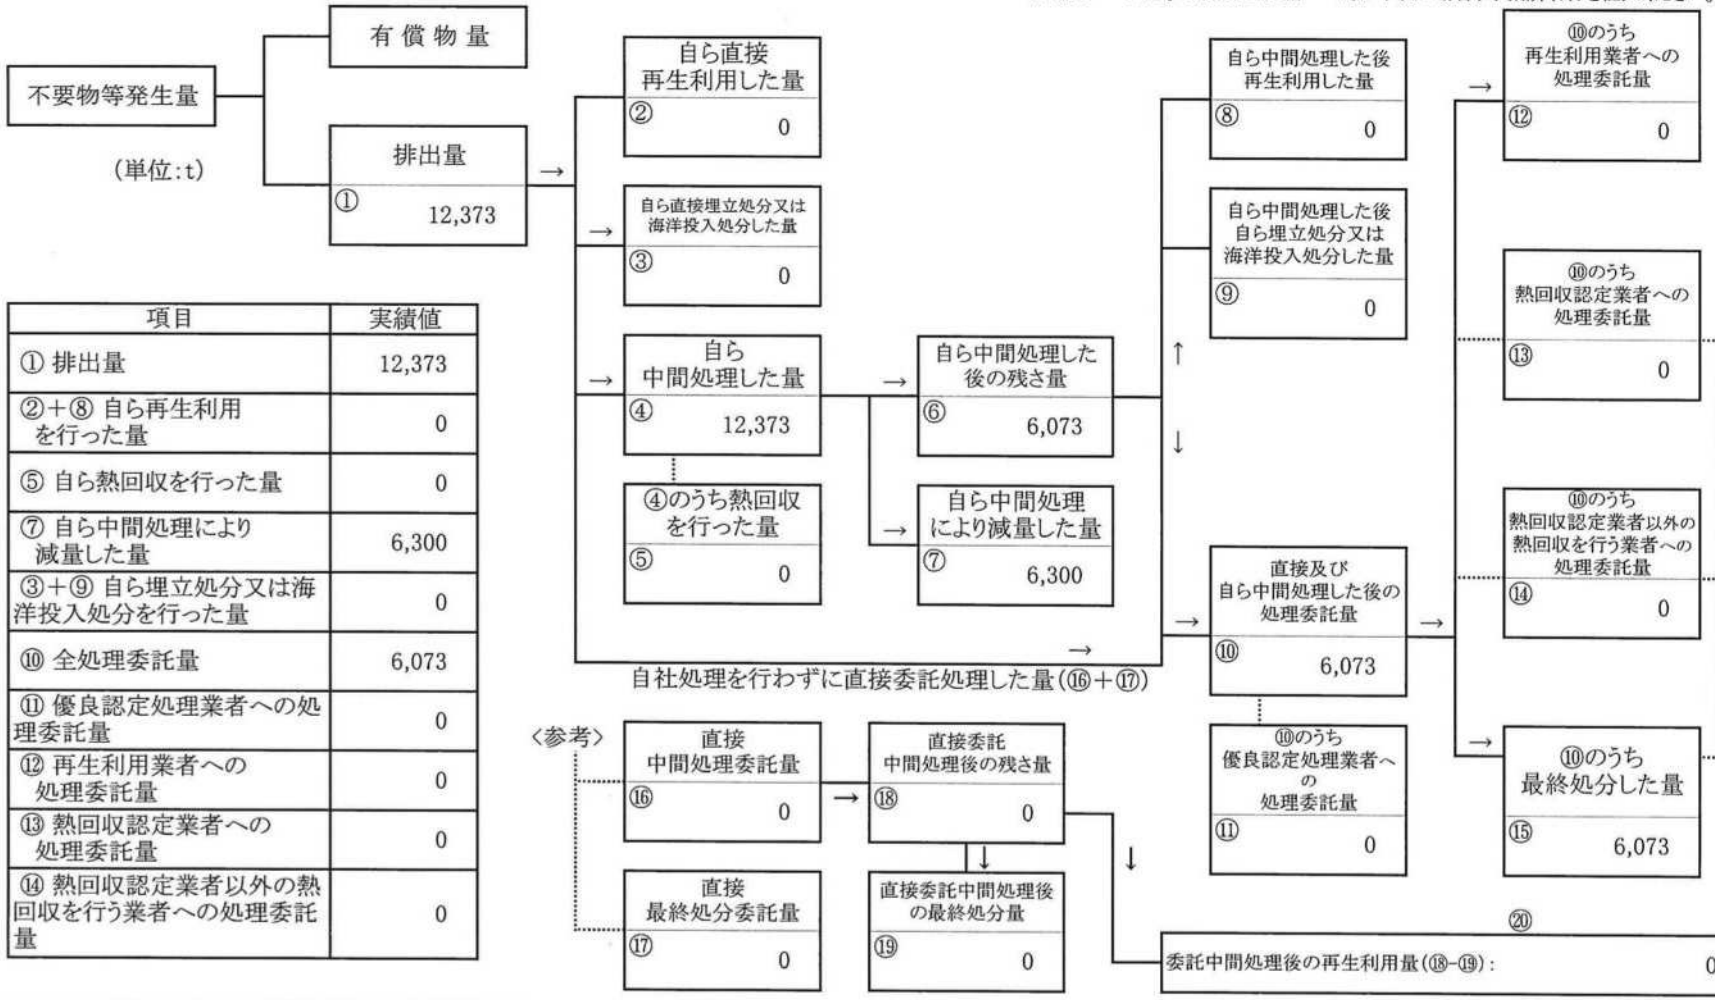 不要物等発生量
(単位:t)
有償物量
排出量
① 12,373
→
自ら直接
再生利用した量
② 0
→
自ら直接埋立処分又は
海洋投入処分した量
③ 0
→
自ら
中間処理した量
④ 12,373
④のうち熱回収
を行った量
⑤ 0
→
自ら中間処理した
後の残さ量
⑥ 6,073
→
自ら中間処理
により減量した量
⑦ 6,300
↑
↓
自ら中間処理した後
再生利用した量
⑧ 0
自ら中間処理した後
自ら埋立処分又は
海洋投入処分した量
⑨ 0
→
直接及び
自ら中間処理した後の
処理委託量
⑩ 6,073
→
⑩のうち
優良認定処理業者へ
の
処理委託量
⑪ 0
→
⑩のうち
再生利用業者への
処理委託量
⑫ 0
⑩のうち
熱回収認定業者への
処理委託量
⑬ 0
⑩のうち
熱回収認定業者以外の
熱回収を行う業者への
処理委託量
⑭ 0
→
⑩のうち
最終処分した量
⑮ 6,073
→
自社処理を行わずに直接委託処理した量(⑯+⑰)
<参考>
直接
中間処理委託量
⑯ 0
→
直接委託
中間処理後の残さ量
⑱ 0
↓
↓
直接
最終処分委託量
⑰ 0
直接委託中間処理後
の最終処分量
⑲ 0
⑳
委託中間処理後の再生利用量(⑱-⑲): 0
項目 実績値
① 排出量 12,373
②+⑧ 自ら再生利用
を行った量 0
⑤ 自ら熱回収を行った量 0
⑦ 自ら中間処理により
減量した量 6,300
③+⑨ 自ら埋立処分又は海
洋投入処分を行った量 0
⑩ 全処理委託量 6,073
⑪ 優良認定処理業者への処
理委託量 0
⑫ 再生利用業者への
処理委託量 0
⑬ 熱回収認定業者への
処理委託量 0
⑭ 熱回収認定業者以外の熱
回収を行う業者への処理委託
量 0